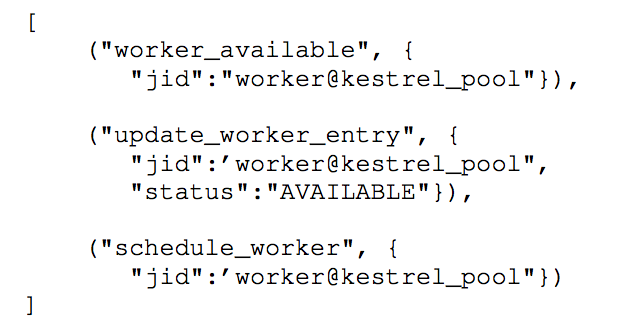 [
("worker_available", {
"jid":"worker@kestrel_pool"}),
("update_worker_entry", {
"jid":’worker@kestrel_pool",
"status":"AVAILABLE"}),
("schedule_worker", {
"jid":’worker@kestrel_pool"})
]